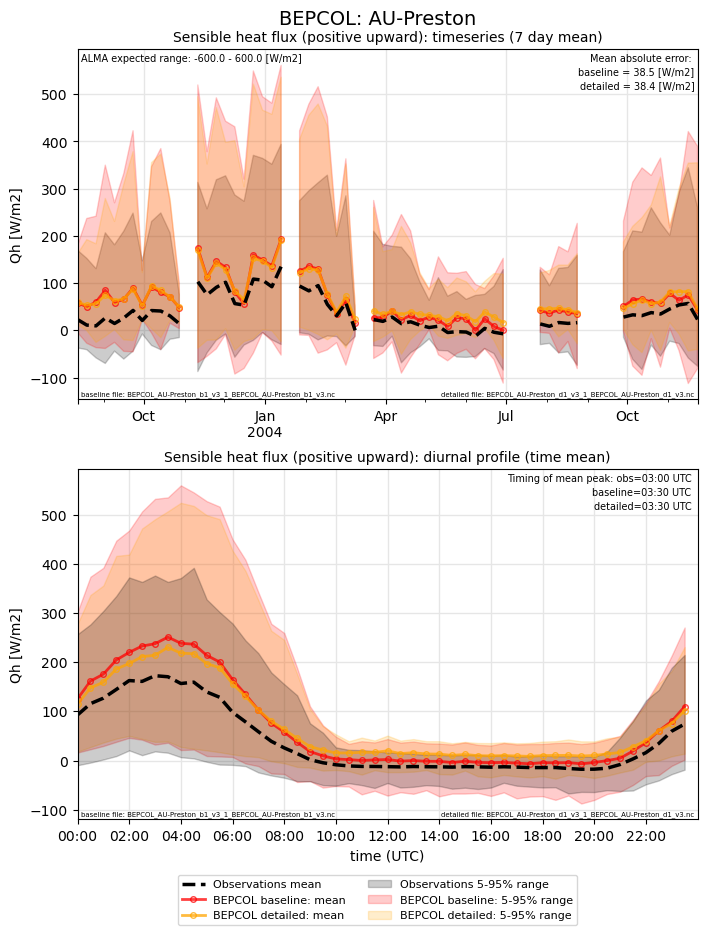 BEPCOL: AU-Preston
Sensible heat flux (positive upward): timeseries (7 day mean)
ALMA expected range: -600.0 - 600.0 [W/m2]
Mean absolute error:
baseline = 38.5 [W/m2]
detailed = 38.4 [W/m2]
Qh [W/m2]
500
400
300
200
100
0
−100
baseline file: BEPCOL_AU-Preston_b1_v3_1_BEPCOL_AU-Preston_b1_v3.nc
detailed file: BEPCOL_AU-Preston_d1_v3_1_BEPCOL_AU-Preston_d1_v3.nc
Oct Jan Apr Jul Oct
2004
Sensible heat flux (positive upward): diurnal profile (time mean)
Timing of mean peak: obs=03:00 UTC
baseline=03:30 UTC
detailed=03:30 UTC
Qh [W/m2]
500
400
300
200
100
0
−100
baseline file: BEPCOL_AU-Preston_b1_v3_1_BEPCOL_AU-Preston_b1_v3.nc
detailed file: BEPCOL_AU-Preston_d1_v3_1_BEPCOL_AU-Preston_d1_v3.nc
00:00 02:00 04:00 06:00 08:00 10:00 12:00 14:00 16:00 18:00 20:00 22:00
time (UTC)
Observations mean
BEPCOL baseline: mean
BEPCOL detailed: mean
Observations 5-95% range
BEPCOL baseline: 5-95% range
BEPCOL detailed: 5-95% range